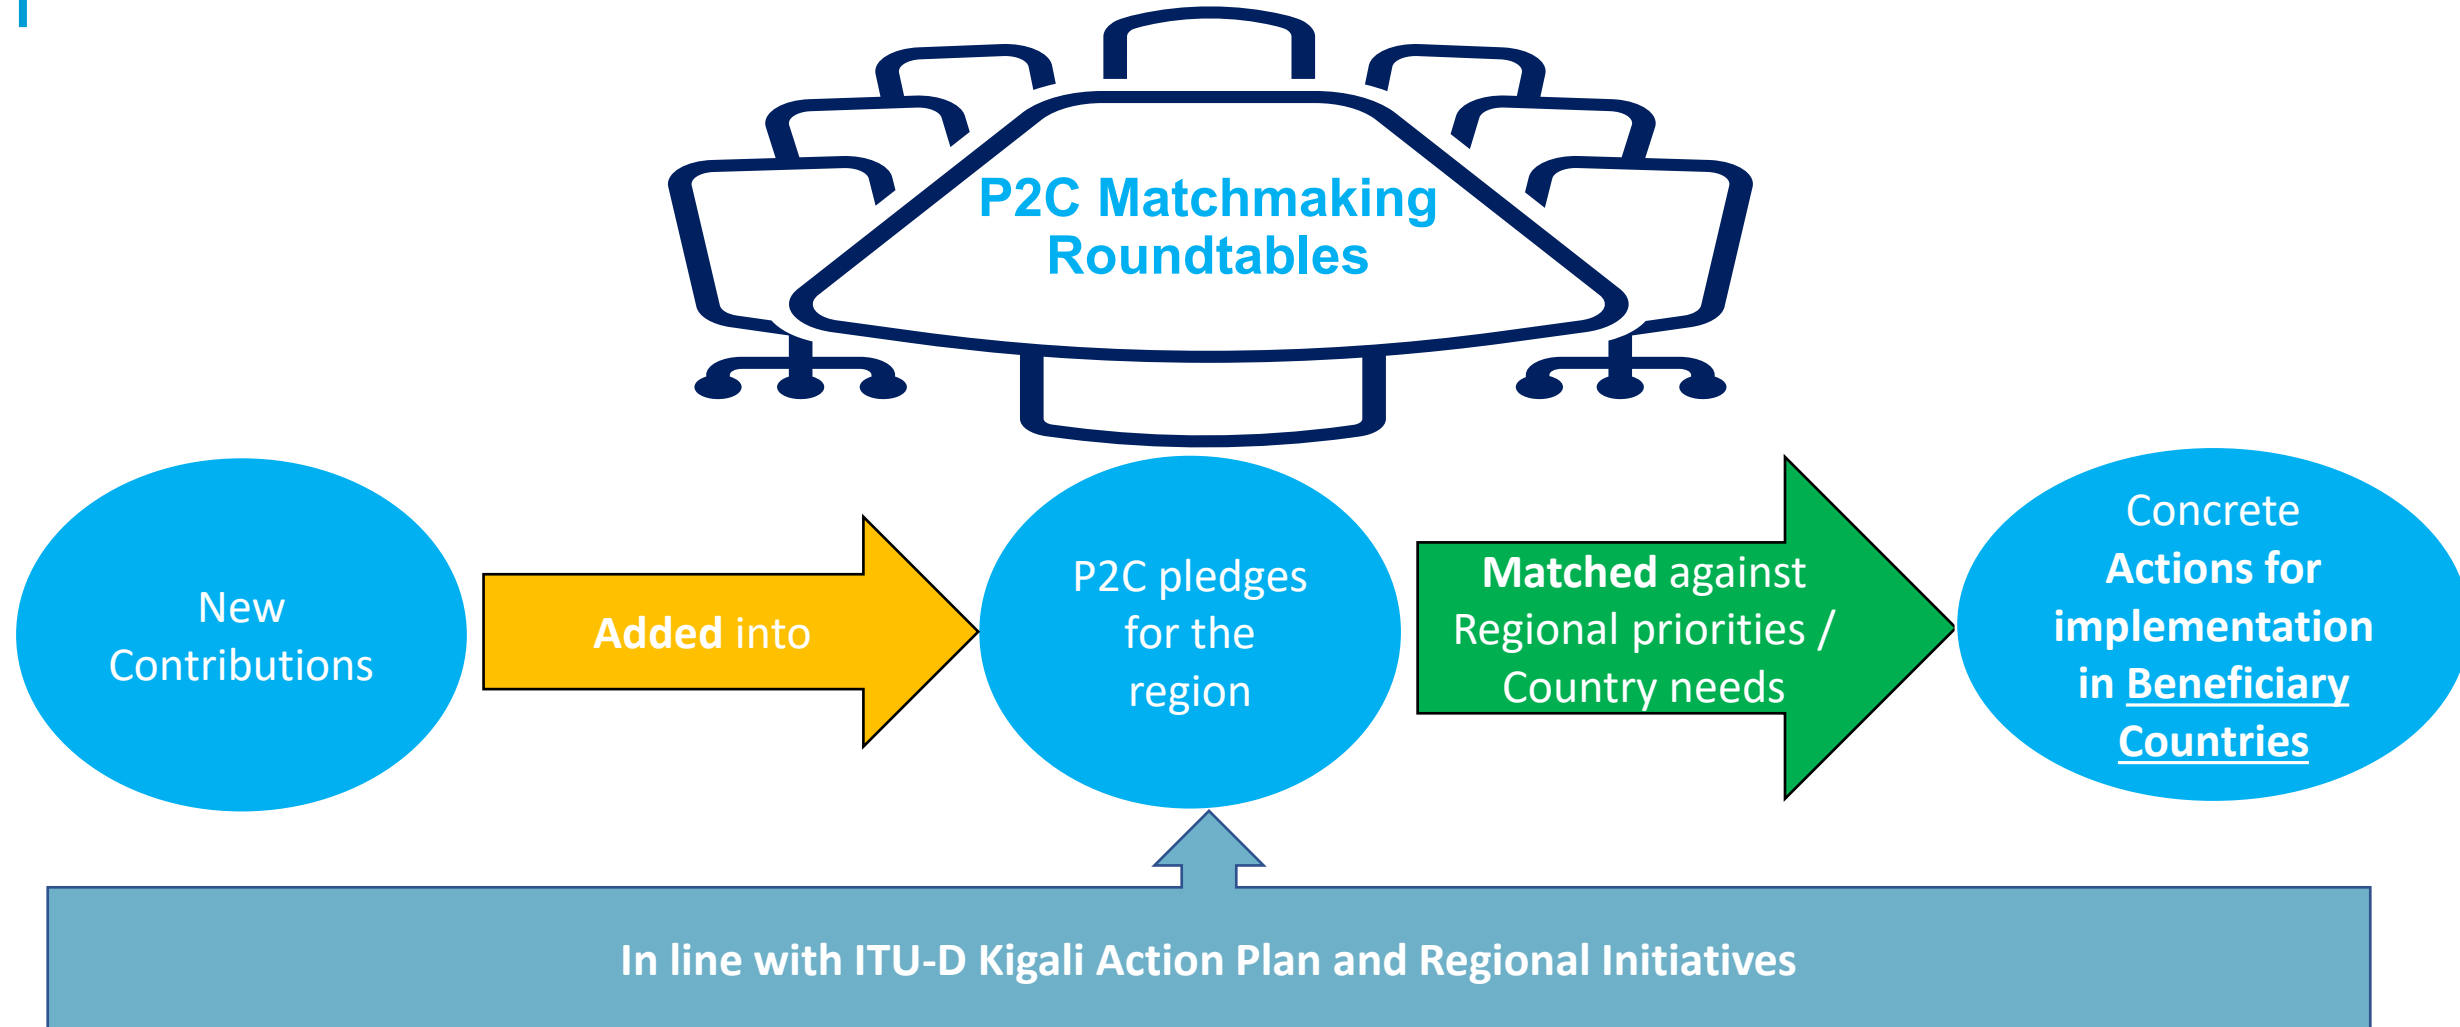 P2C Matchmaking
Roundtables
New
Contributions
Added into
P2C pledges
for the
region
Matched against
Regional priorities /
Country needs
Concrete
Actions for
implementation
in Beneficiary
Countries
In line with ITU-D Kigali Action Plan and Regional Initiatives